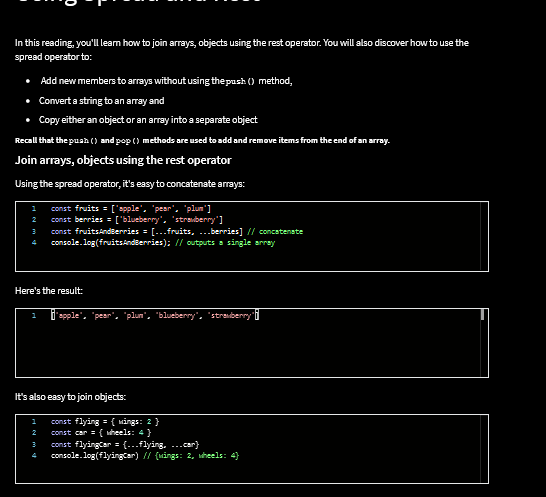 Using Spread and Rest
In this reading, you'll learn how to join arrays, objects using the rest operator. You will also discover how to use the
spread operator to:
• Add new members to arrays without using the push() method,
• Convert a string to an array and
• Copy either an object or an array into a separate object
Recall that the push() and pop() methods are used to add and remove items from the end of an array.
Join arrays, objects using the rest operator
Using the spread operator, it's easy to concatenate arrays:
1 const fruits = ['apple', 'pear', 'plum']
2 const berries = ['blueberry', 'strawberry']
3 const fruitsAndBerries = [...fruits, ...berries] // concatenate
4 console.log(fruitsAndBerries); // outputs a single array
Here's the result:
1 ['apple', 'pear', 'plum', 'blueberry', 'strawberry']
It's also easy to join objects:
1 const flying = { wings: 2 }
2 const car = { wheels: 4 }
3 const flyingCar = {...flying, ...car}
4 console.log(flyingCar) // {wings: 2, wheels: 4}